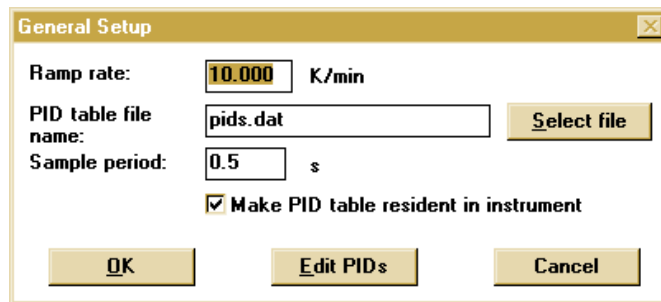 General Setup
Ramp rate: 10.000 K/min
PID table file name: pids.dat Select file
Sample period: 0.5 s
Make PID table resident in instrument
OK Edit PIDs Cancel